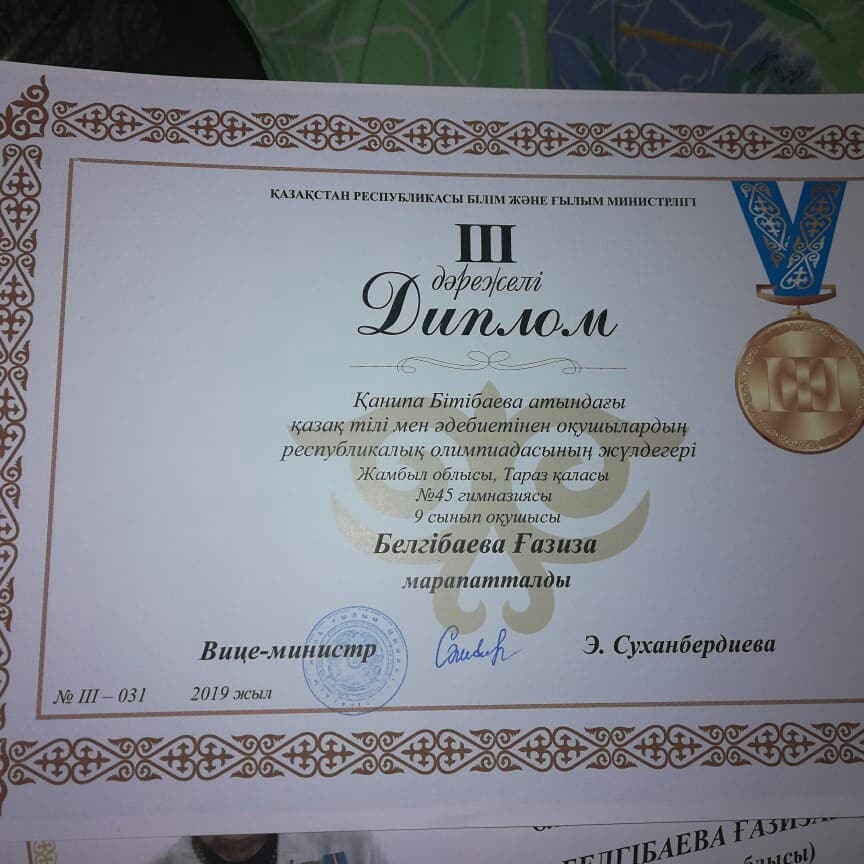 ҚАЗАҚСТАН РЕСПУБЛИКАСЫ БІЛІМ ЖӘНЕ ҒЫЛЫМ МИНИСТРЛІГІ
III
дәрежелі
Диплом
III
Қанипа Бітібаева атындағы
қазақ тілі мен әдебиетінен оқушылардың
республикалық олимпиадасының жүлдегері
Жамбыл облысы, Тараз қаласы
№45 гимназиясы
9 сынып оқушысы
Белгібаева Ғазиза
марапатталды
Вице-министр Э. Суханбердиева
№ III – 031 2019 жыл
БЕЛГІБАЕВА